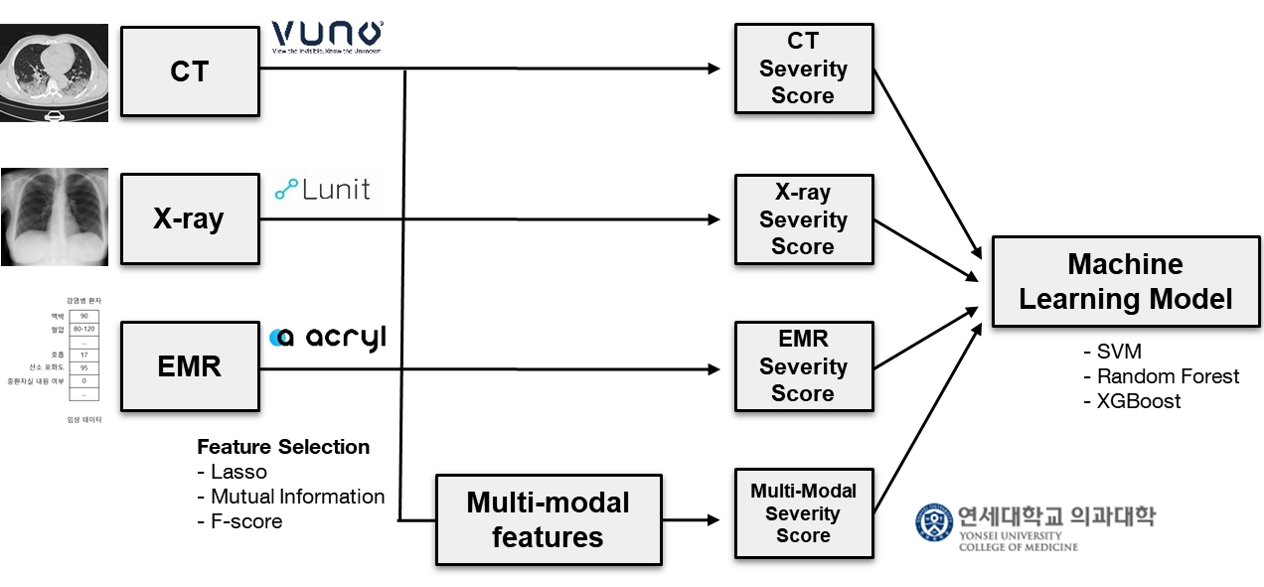 VUNO
View the Invisible, Know the Unknown
CT
CT
Severity
Score
Lunit
X-ray
X-ray
Severity
Score
Machine
Learning Model
- SVM
- Random Forest
- XGBoost
감염병 환자
맥박 90
혈압 80-120
...
호흡 17
산소 포화도 95
중환자실 내원 여부 0
...
임상 데이터
acryl
EMR
EMR
Severity
Score
Feature Selection
- Lasso
- Mutual Information
- F-score
Multi-modal
features
Multi-Modal
Severity
Score
연세대학교 의과대학
YONSEI UNIVERSITY
COLLEGE OF MEDICINE